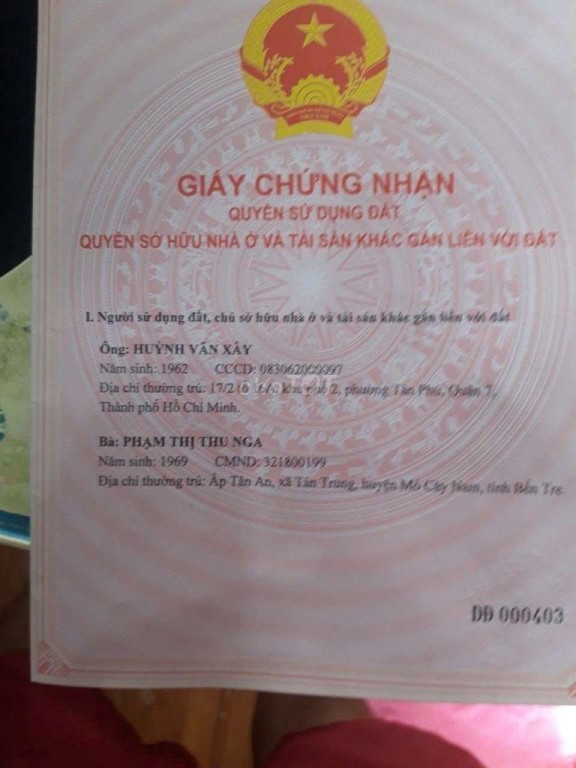 GIẤY CHỨNG NHẬN
QUYỀN SỬ DỤNG ĐẤT
QUYỀN SỞ HỮU NHÀ Ở VÀ TÀI SẢN KHÁC GẮN LIỀN VỚI ĐẤT
I. Người sử dụng đất, chủ sở hữu nhà ở và tài sản khác gắn liền với đất
Ông: HUỲNH VĂN XÂY
Năm sinh: 1962 CCCD: 083062000097
Địa chỉ thường trú: khu phố 2, phường Tân Phú, Quận 7,
Thành phố Hồ Chí Minh.
Bà: PHẠM THỊ THU NGA
Năm sinh: 1969 CMND: 321800199
Địa chỉ thường trú: Ấp Tân An, xã Tân Trung, huyện Mỏ Cày Nam, tỉnh Bến Tre.
DĐ 000403